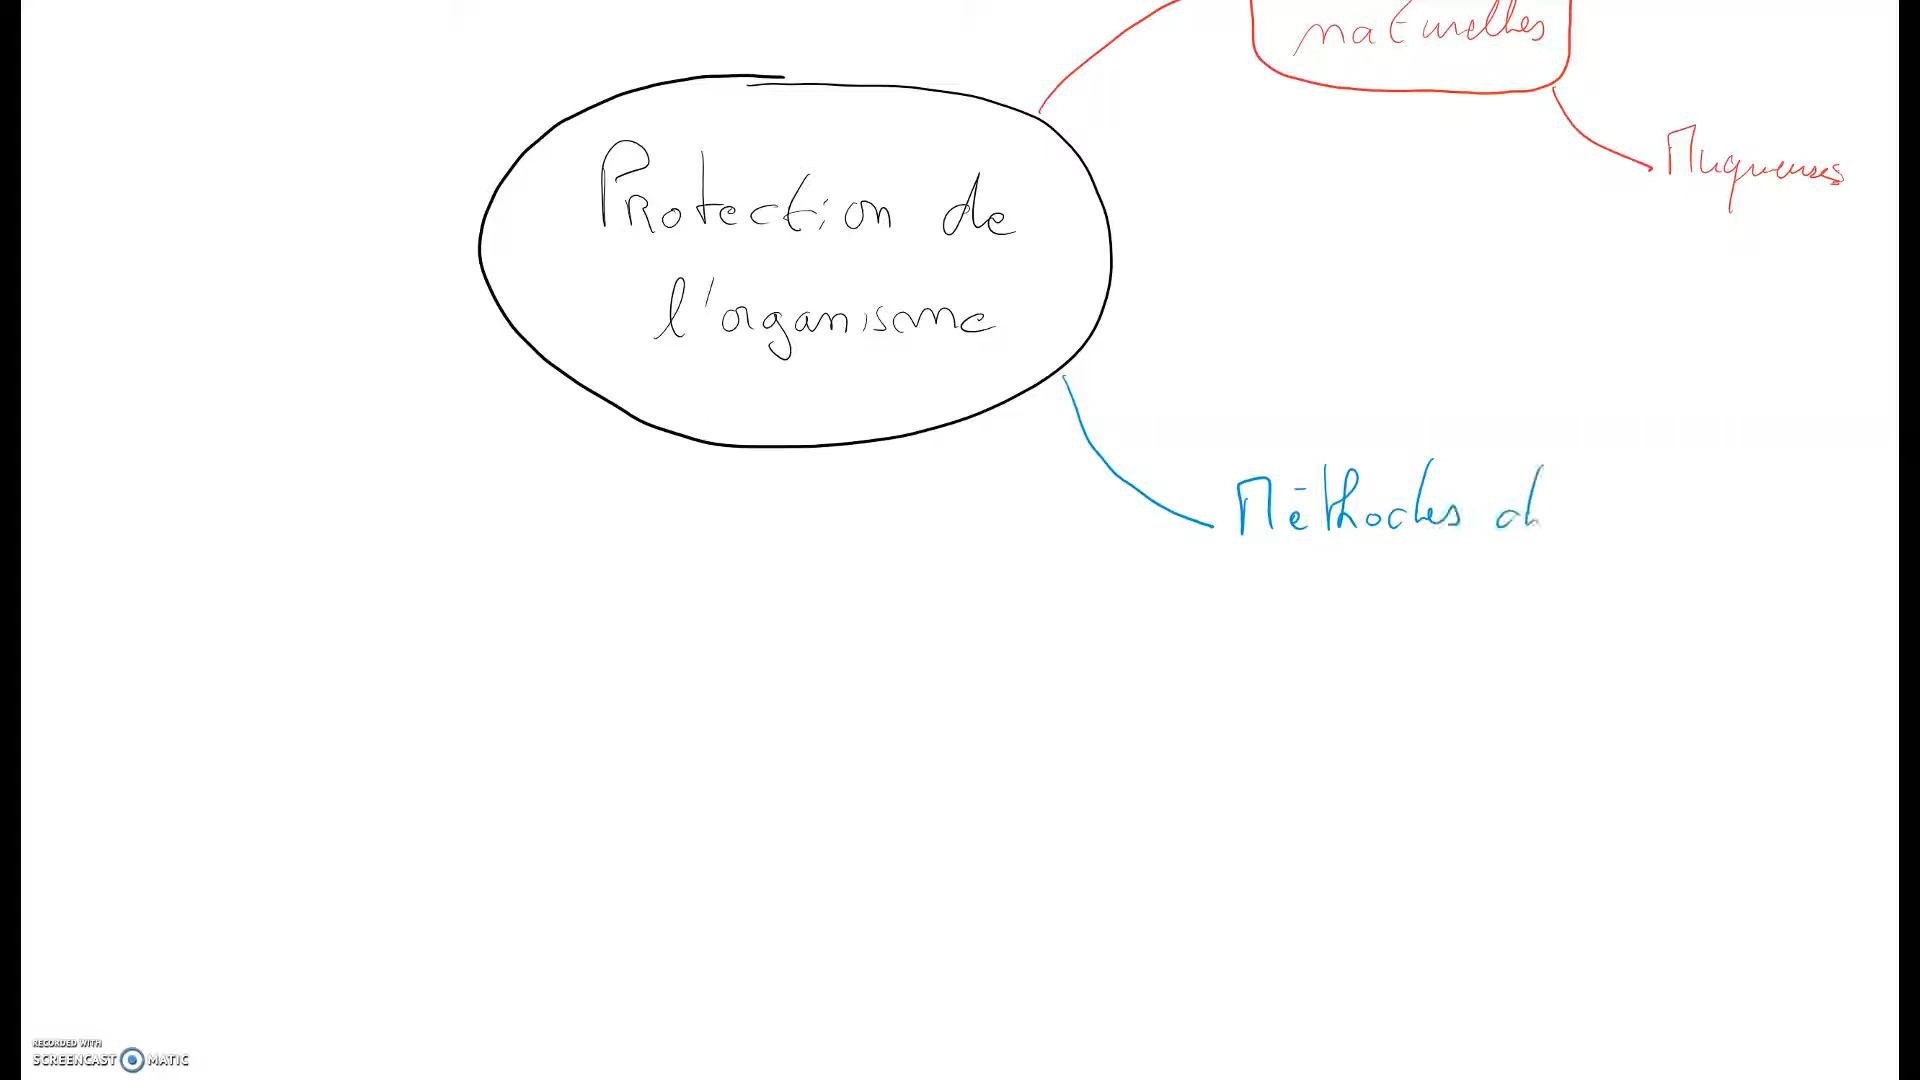 naturelles
Muqueuses
Protection de
l'organisme
Méthodes d
RECORDED WITH
SCREENCAST MATIC